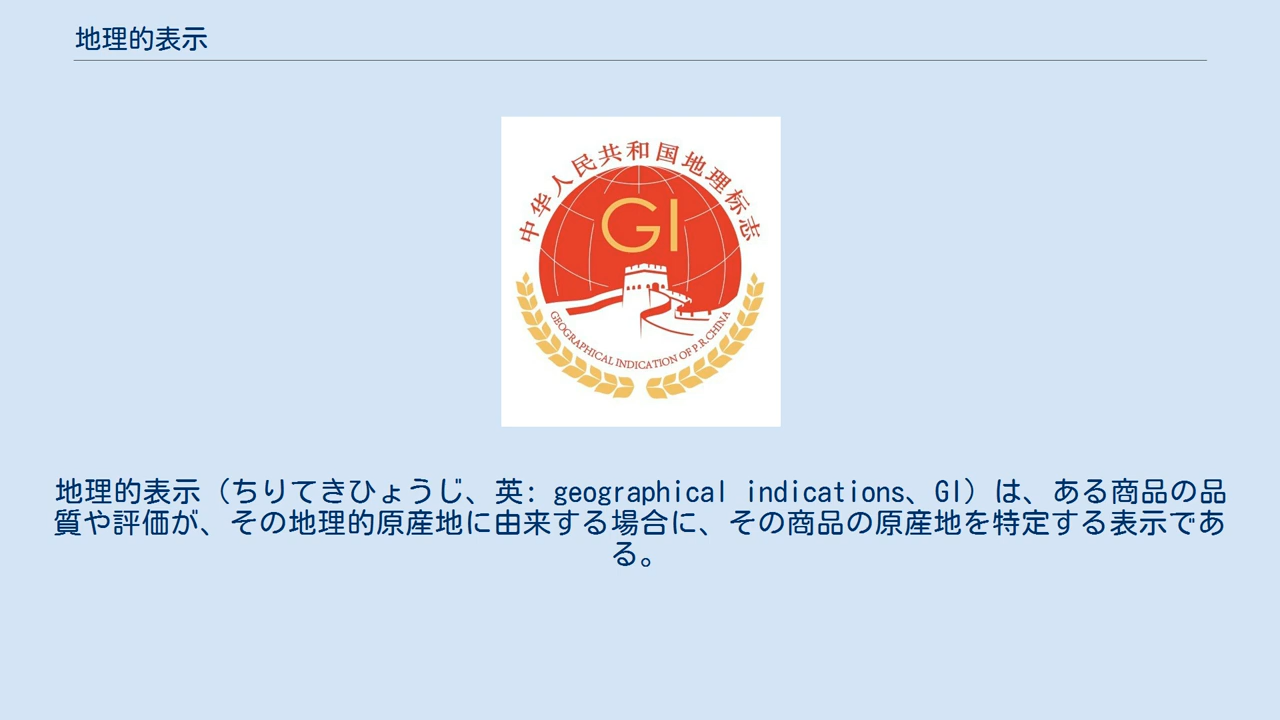 地理的表示
中华人民共和国地理标志
GI
GEOGRAPHICAL INDICATION OF P.R.CHINA
地理的表示（ちりてきひょうじ、英: geographical indications、GI）は、ある商品の品
質や評価が、その地理的原産地に由来する場合に、その商品の原産地を特定する表示であ
る。